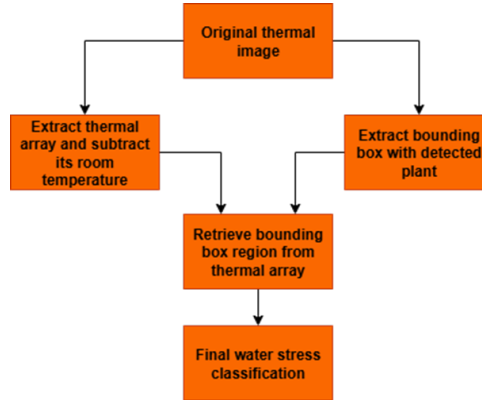 Original thermal
image
Extract thermal
array and subtract
its room
temperature
Extract bounding
box with detected
plant
Retrieve bounding
box region from
thermal array
Final water stress
classification